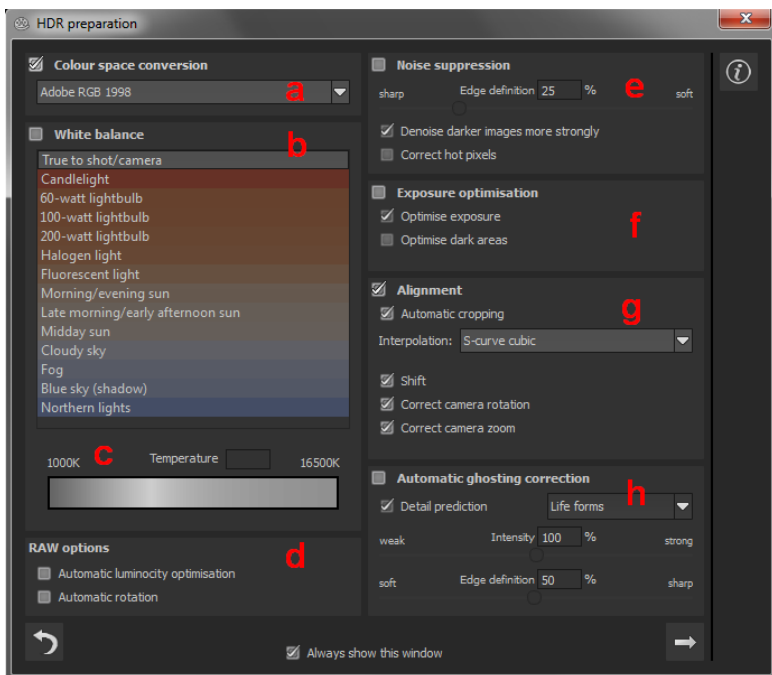 HDR preparation
Colour space conversion
Adobe RGB 1998
a
White balance
b
True to shot/camera
Candlelight
60-watt lightbulb
100-watt lightbulb
200-watt lightbulb
Halogen light
Fluorescent light
Morning/evening sun
Late morning/early afternoon sun
Midday sun
Cloudy sky
Fog
Blue sky (shadow)
Northern lights
c
1000K Temperature 16500K
RAW options
d
Automatic luminocity optimisation
Automatic rotation
Noise suppression
e
sharp Edge definition 25 % soft
Denoise darker images more strongly
Correct hot pixels
Exposure optimisation
Optimise exposure
f
Optimise dark areas
Alignment
Automatic cropping
g
Interpolation: S-curve cubic
Shift
Correct camera rotation
Correct camera zoom
Automatic ghosting correction
h
Detail prediction Life forms
weak Intensity 100 % strong
soft Edge definition 50 % sharp
Always show this window